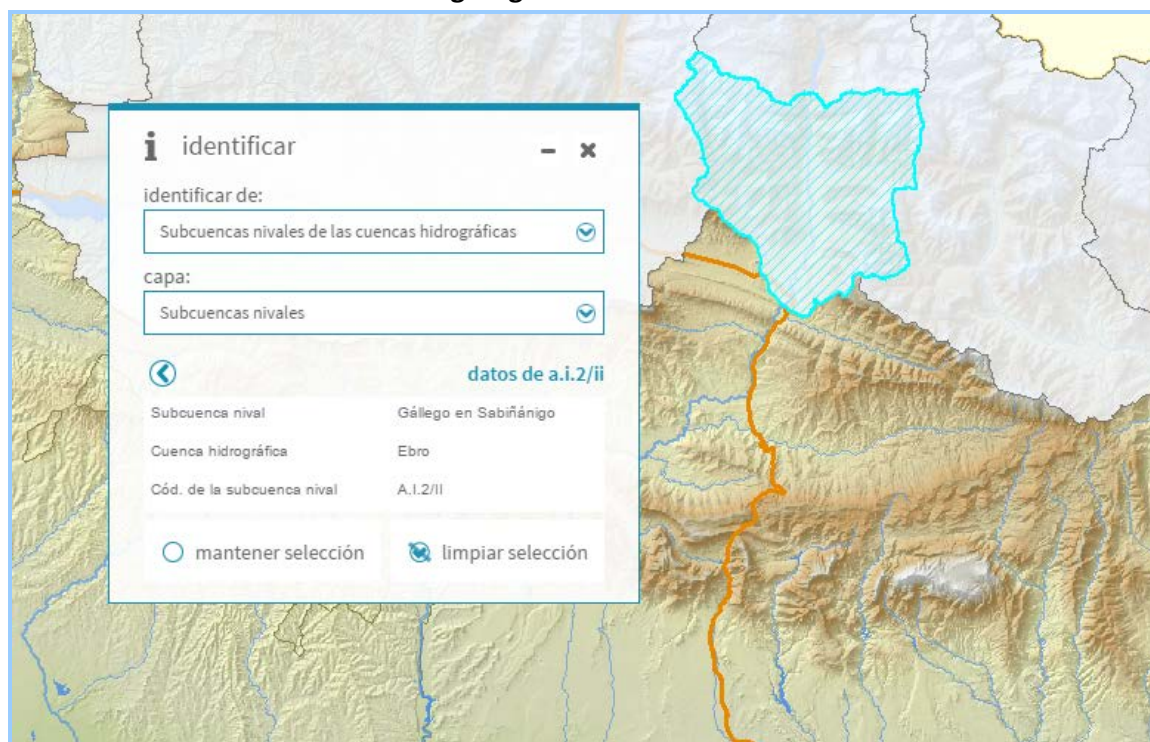 identificar
identificar de:
Subcuencas nivales de las cuencas hidrográficas
capa:
Subcuencas nivales
datos de a.i.2/ii
Subcuenca nival Gállego en Sabiñánigo
Cuenca hidrográfica Ebro
Cód. de la subcuenca nival A.I.2/II
mantener selección limpiar selección